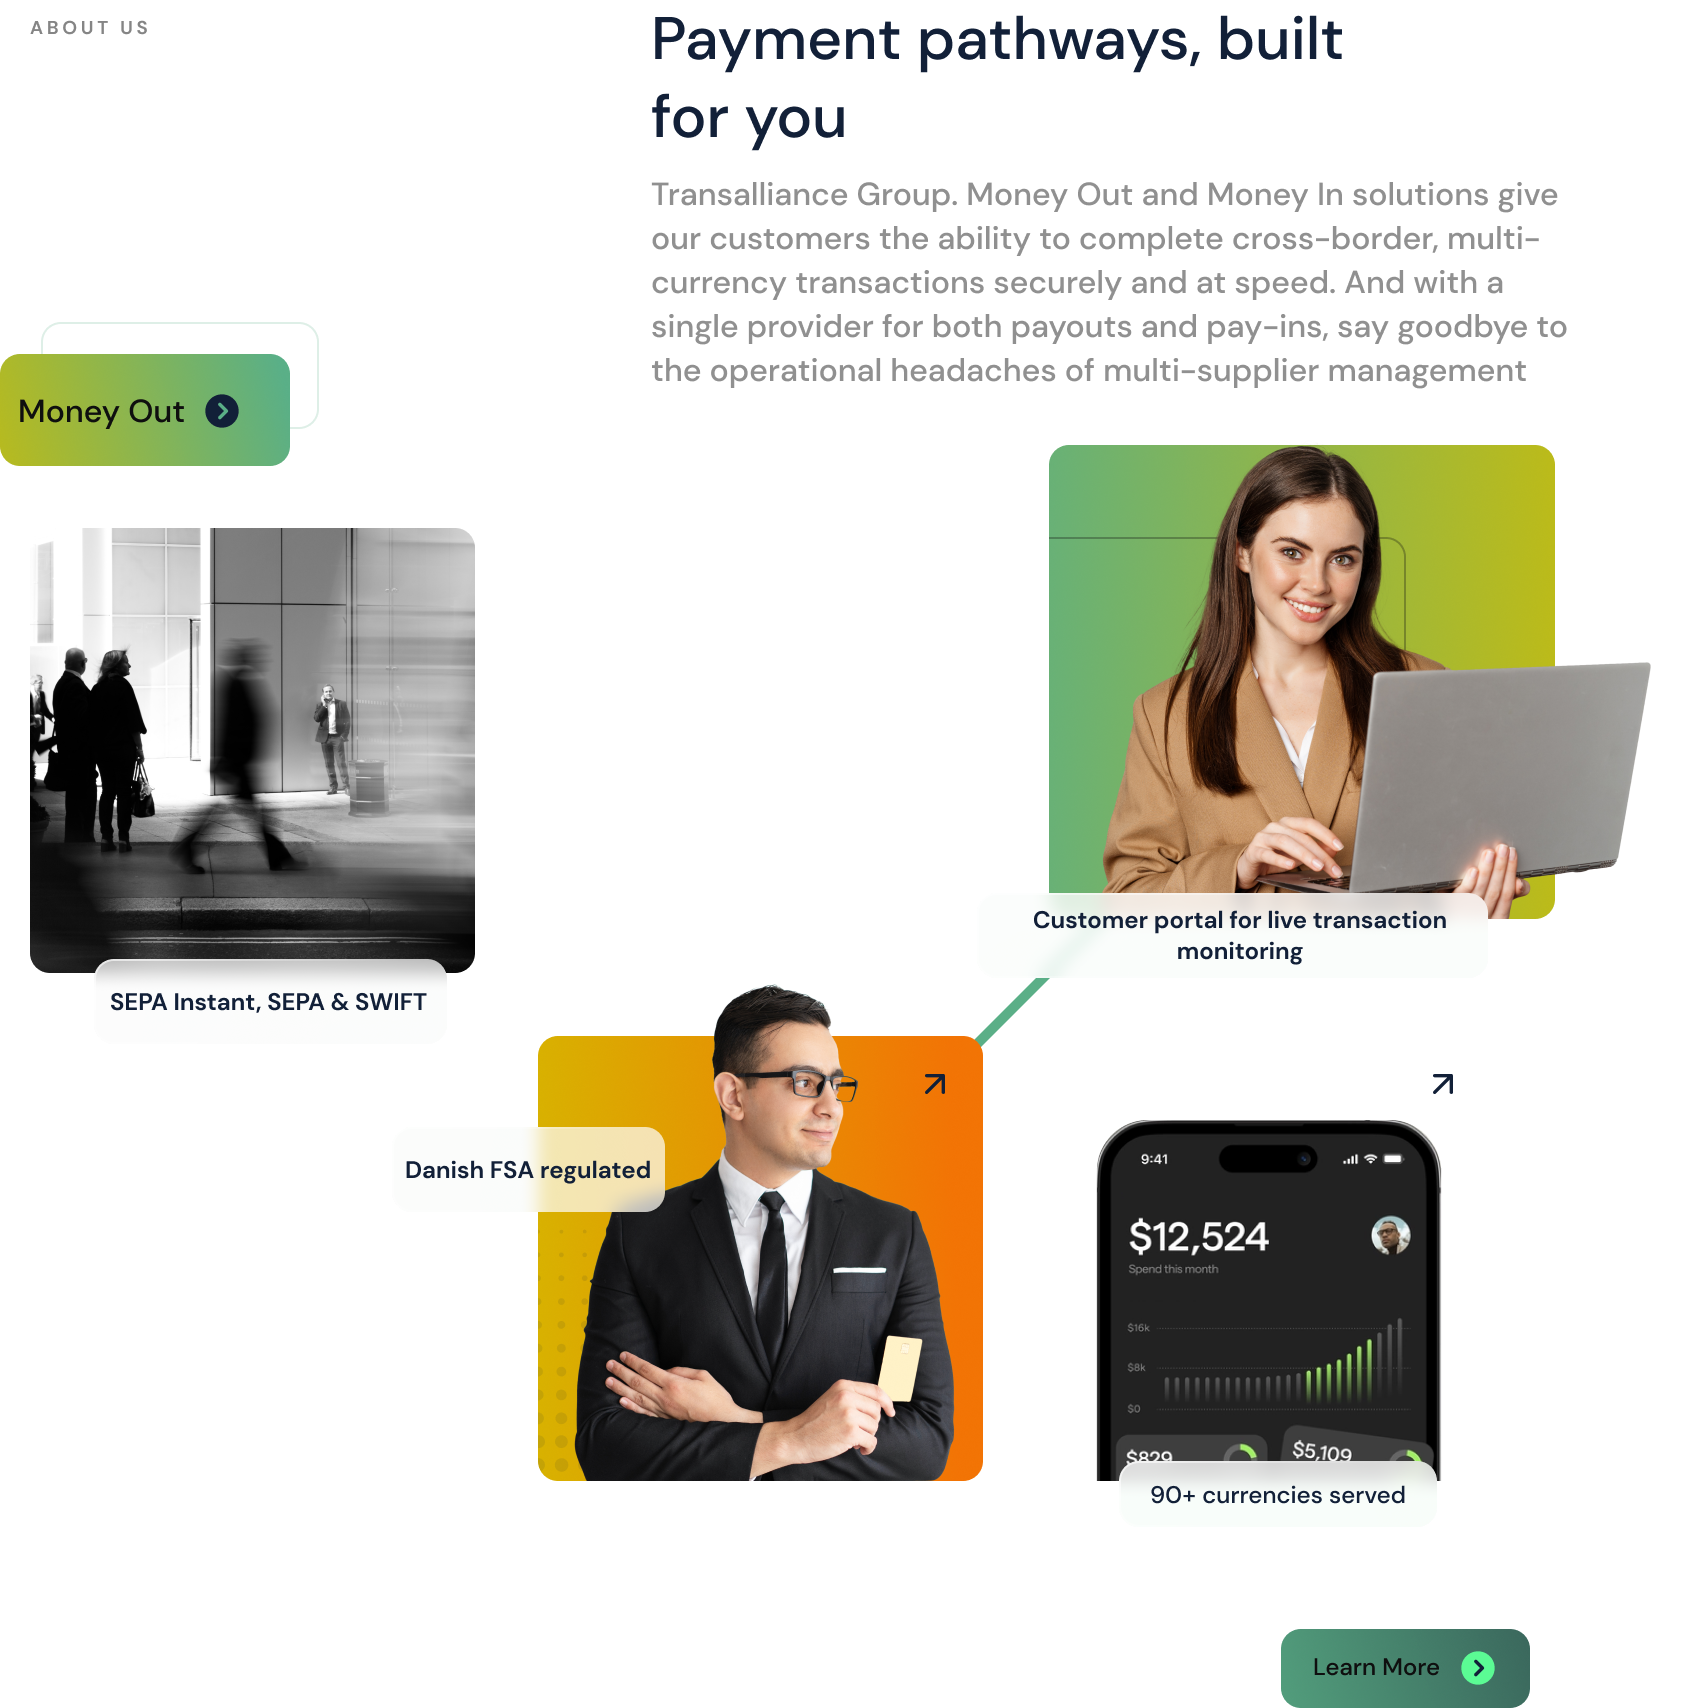 ABOUT US
Payment pathways, built
for you
Transalliance Group. Money Out and Money In solutions give
our customers the ability to complete cross-border, multi-
currency transactions securely and at speed. And with a
single provider for both payouts and pay-ins, say goodbye to
the operational headaches of multi-supplier management
Money Out
Customer portal for live transaction
monitoring
SEPA Instant, SEPA & SWIFT
Danish FSA regulated
9:41
$12,524
Spend this month
$16k
$8k
$0
$829
$5,109
90+ currencies served
Learn More